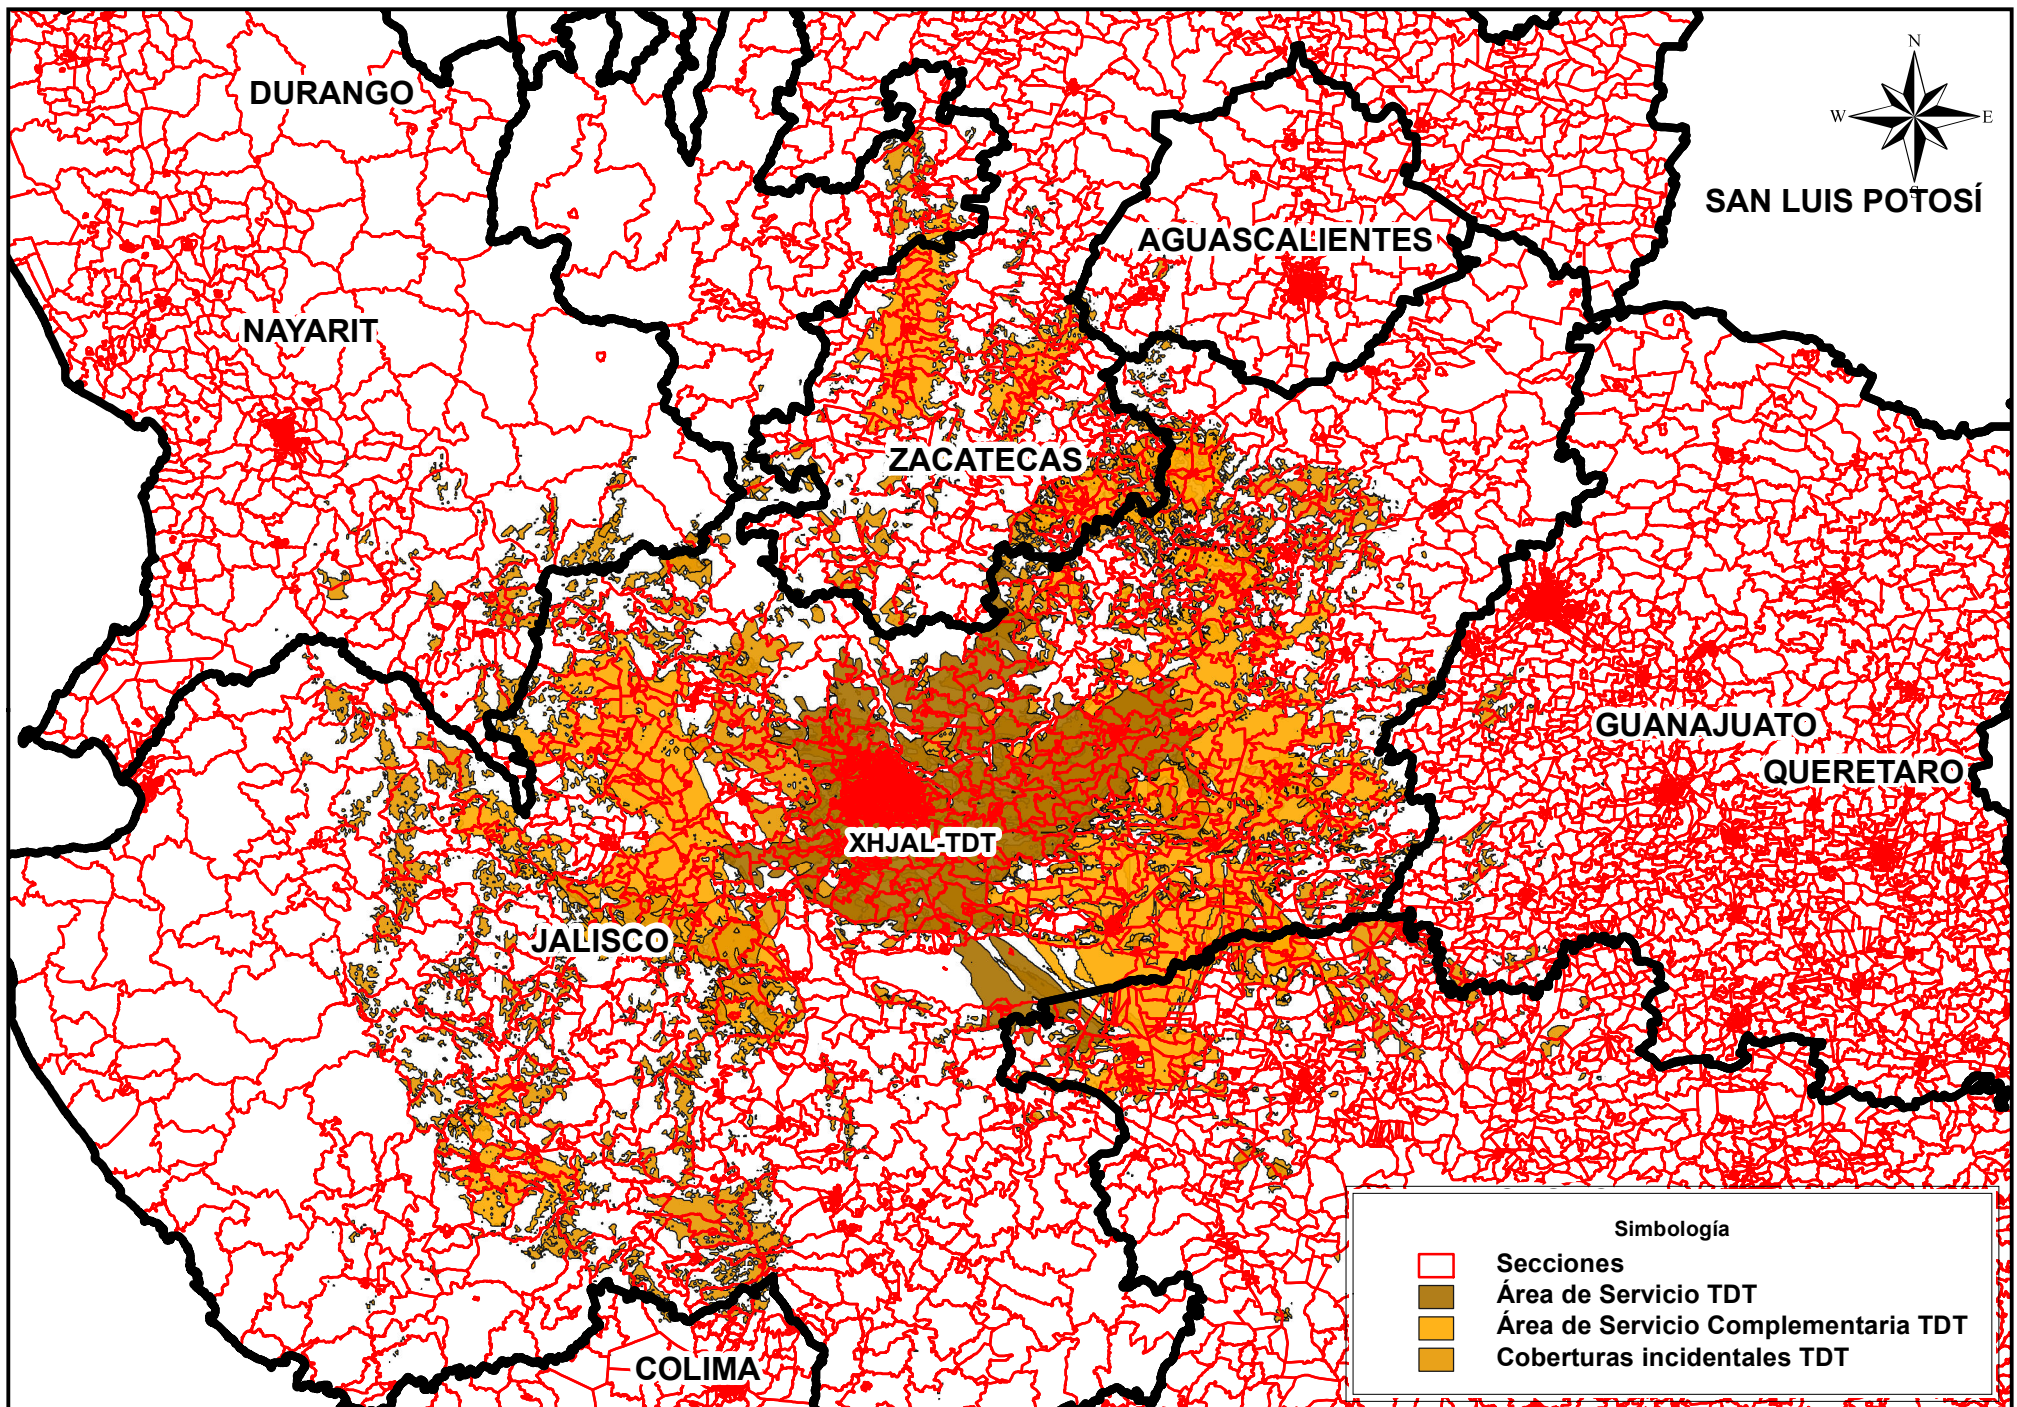 N
DURANGO
W
E
S
SAN LUIS POTOSÍ
AGUASCALIENTES
NAYARIT
ZACATECAS
GUANAJUATO
QUERETARO
XHJAL-TDT
JALISCO
COLIMA
Simbología
Secciones
Área de Servicio TDT
Área de Servicio Complementaria TDT
Coberturas incidentales TDT